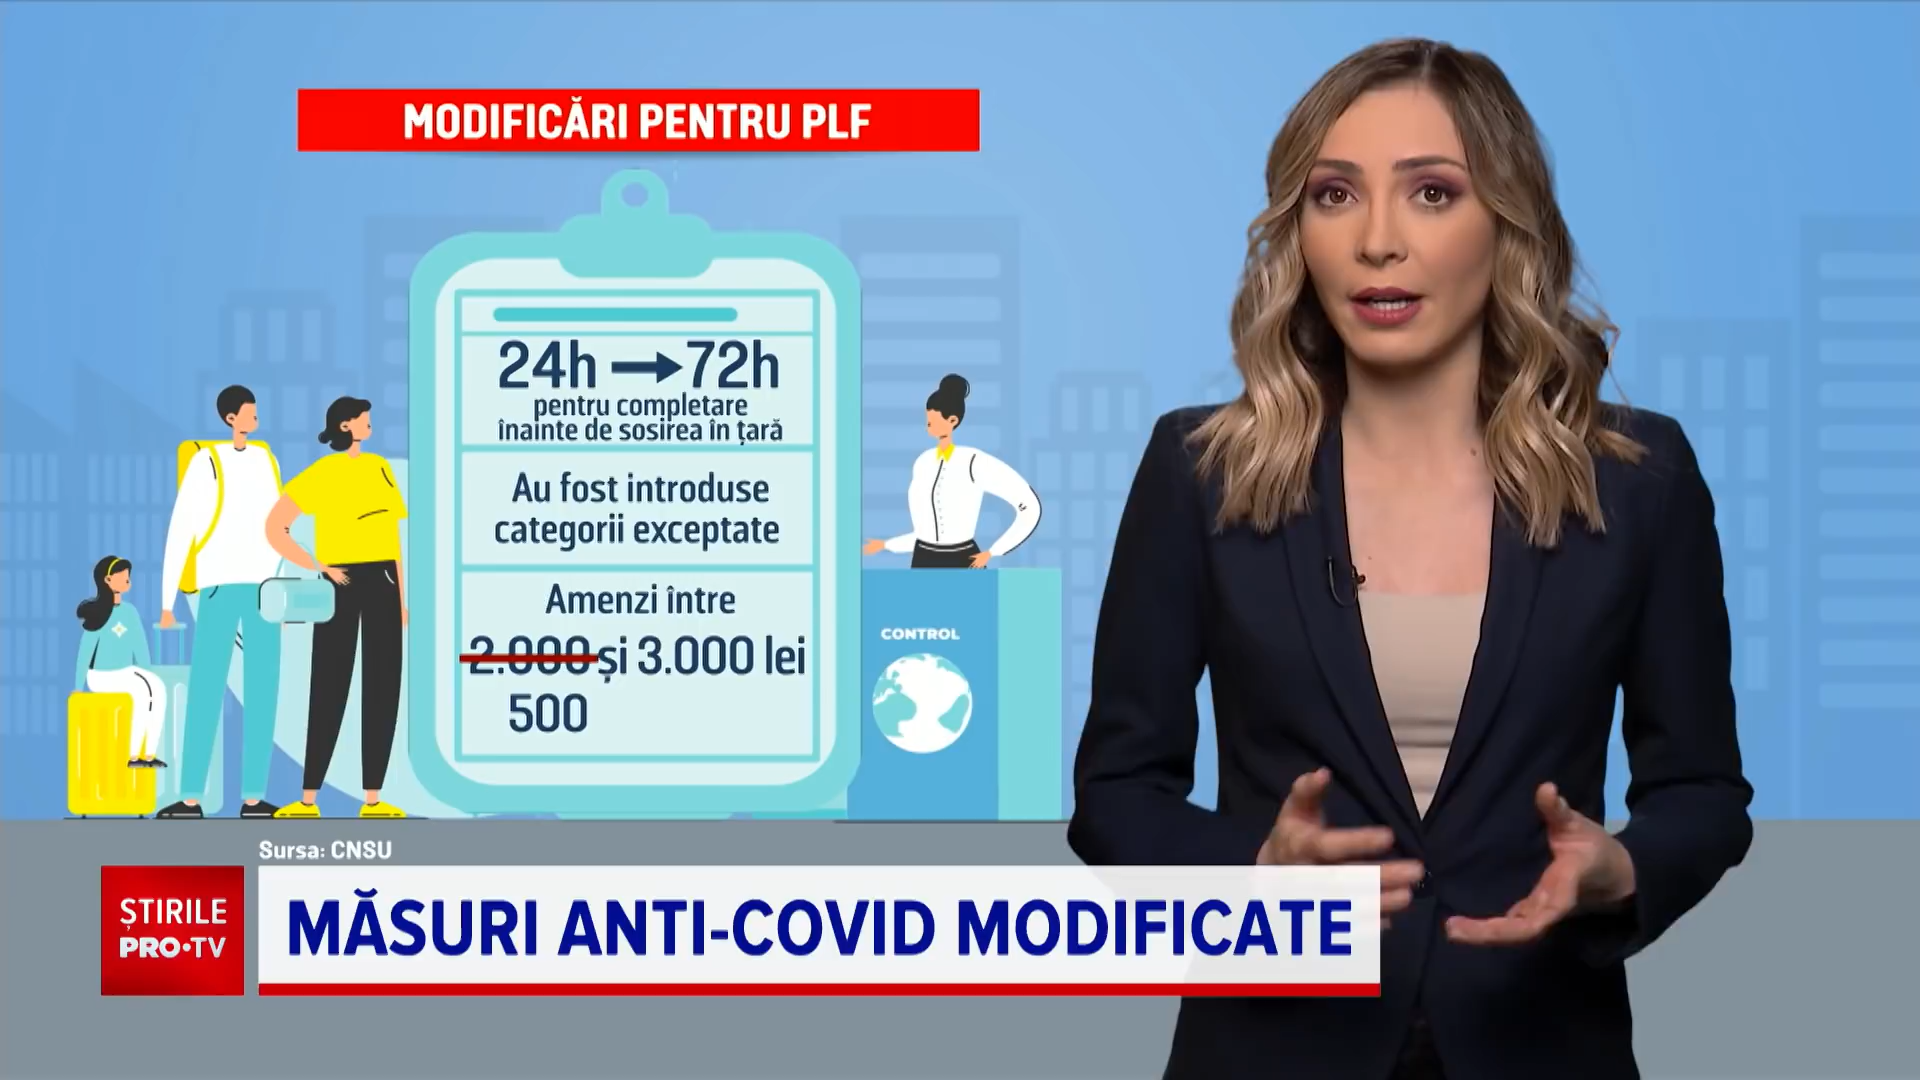 MODIFICĂRI PENTRU PLF
24h → 72h
pentru completare
înainte de sosirea în țară
Au fost introduse
categorii exceptate
Amenzi între
2.000 și 3.000 lei
500
CONTROL
Sursa: CNSU
ȘTIRILE
PRO•TV
MĂSURI ANTI-COVID MODIFICATE